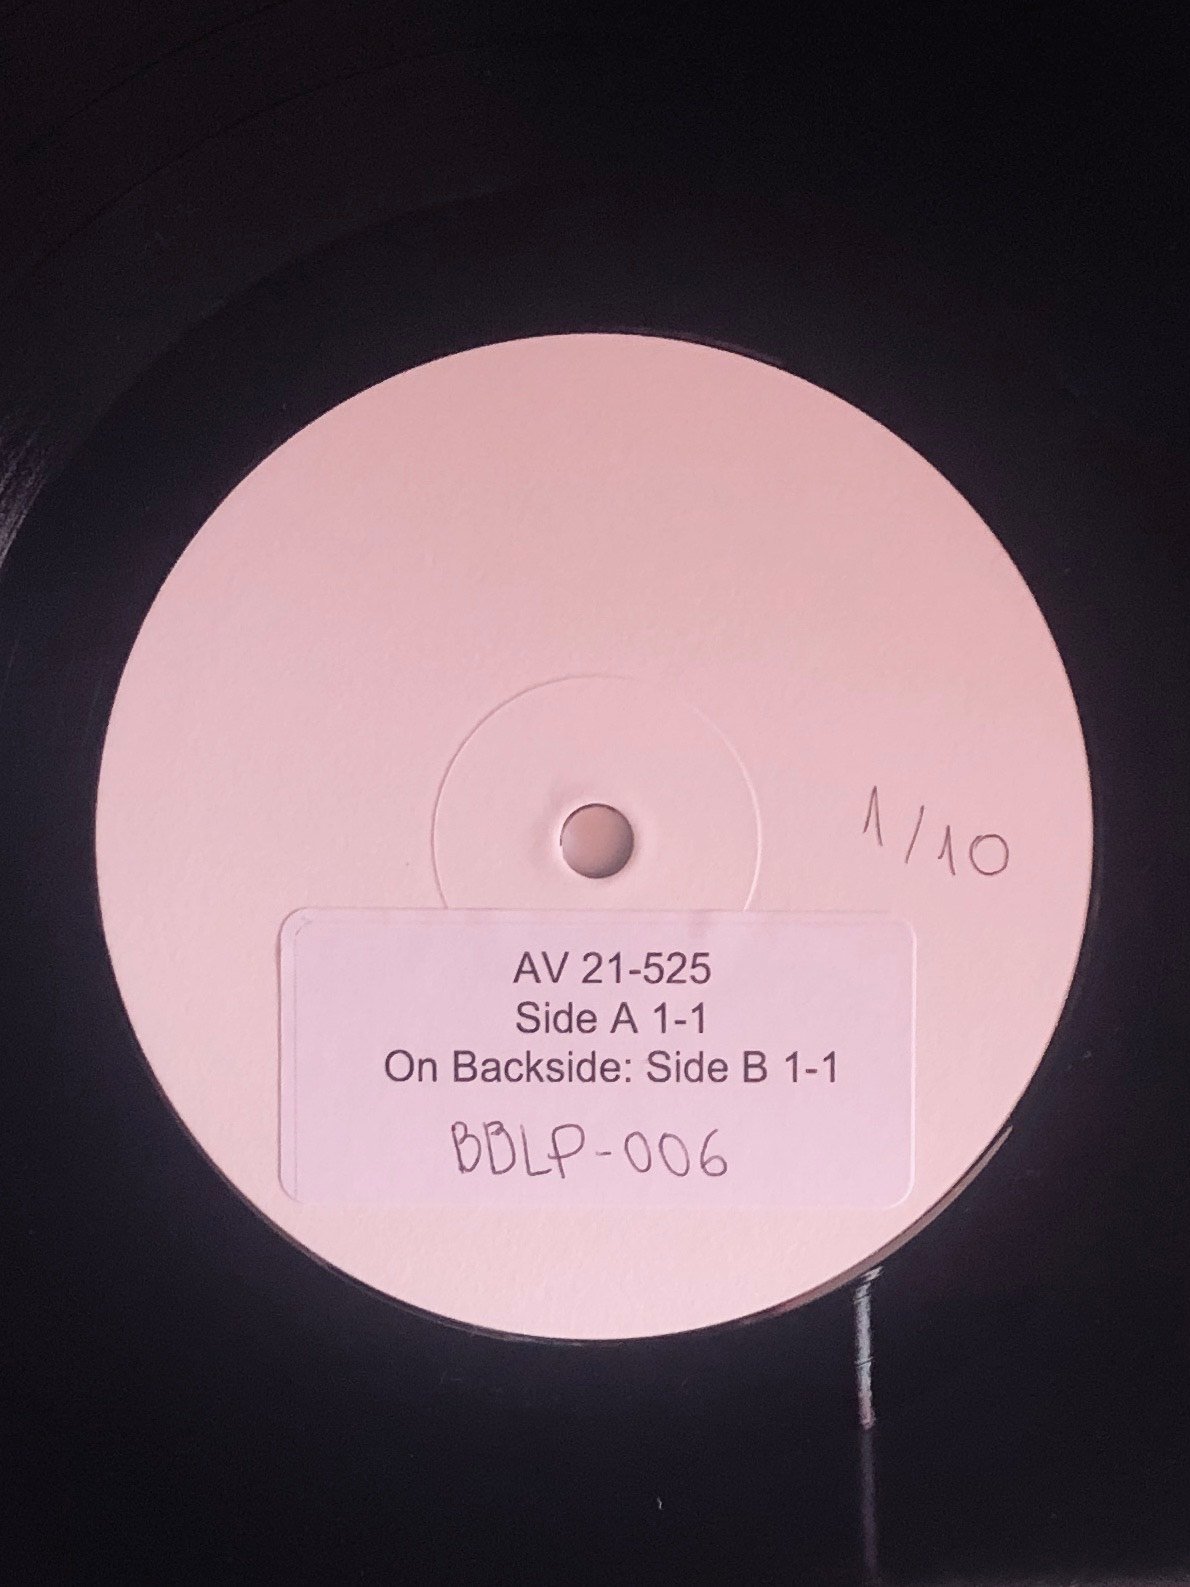 1/10
AV 21-525
Side A 1-1
On Backside: Side B 1-1
BBLP-006